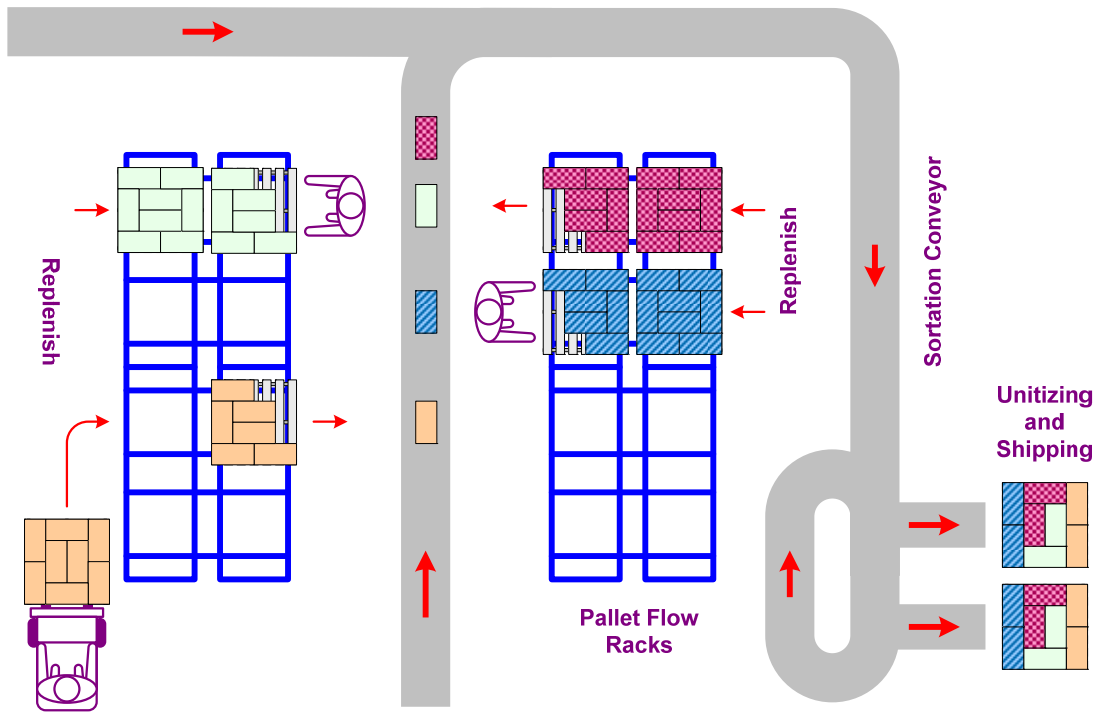 Replenish
Replenish
Sortation Conveyor
Unitizing
and
Shipping
Pallet Flow
Racks